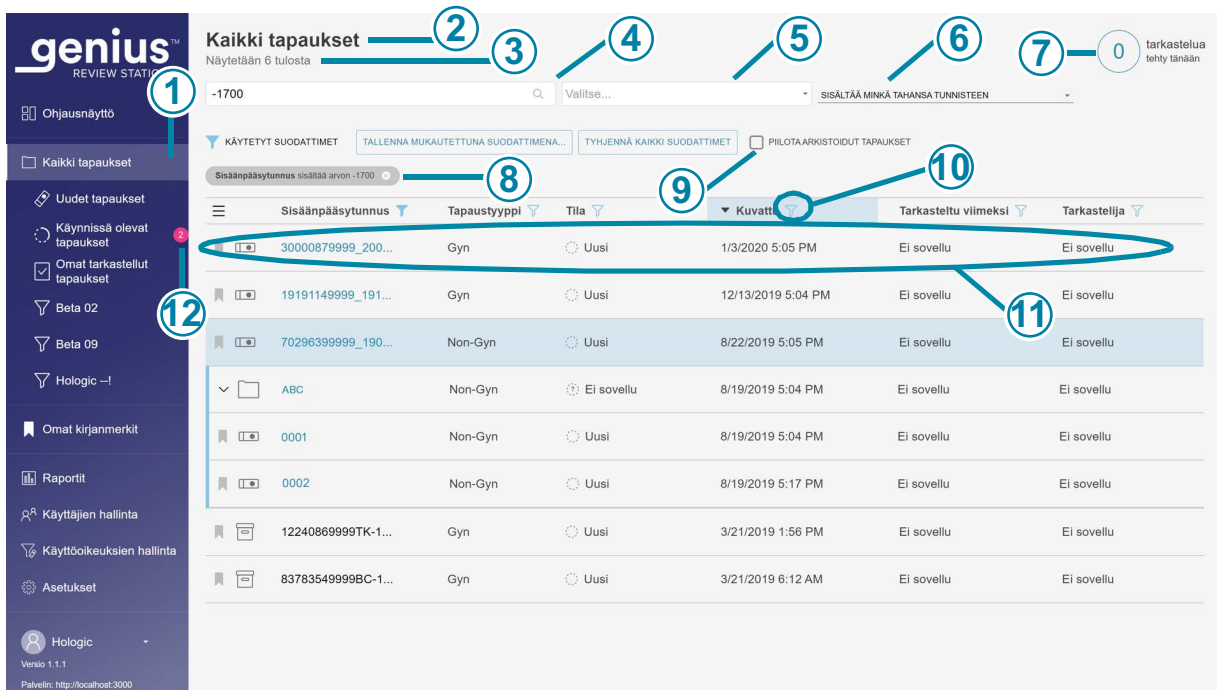 genius™
REVIEW STATION
Ohjausnäyttö
Kaikki tapaukset
Uudet tapaukset
Käynnissä olevat
tapaukset
2
Omat tarkastellut
tapaukset
Beta 02
Beta 09
Hologic --!
Omat kirjanmerkit
Raportit
Käyttäjien hallinta
Käyttöoikeuksien hallinta
Asetukset
Hologic
Versio 1.1.1
Palvelin: http://localhost:3000
1
12
Kaikki tapaukset
2
Näytetään 6 tulosta
3
4
5
6
7
0
tarkastelua
tehty tänään
-1700
Valitse...
SISÄLTÄÄ MINKÄ TAHANSA TUNNISTEEN
KÄYTETYT SUODATTIMET
TALLENNA MUKAUTETTUNA SUODATTIMENA...
TYHJENNÄ KAIKKI SUODATTIMET
PIILOTA ARKISTOIDUT TAPAUKSET
Sisäänpääsytunnus sisältää arvon -1700
8
9
10
Sisäänpääsytunnus Tapaustyyppi Tila Kuvattu Tarkasteltu viimeksi Tarkastelija
30000879999_200... Gyn Uusi 1/3/2020 5:05 PM Ei sovellu Ei sovellu
19191149999_191... Gyn Uusi 12/13/2019 5:04 PM Ei sovellu Ei sovellu
11
70296399999_190... Non-Gyn Uusi 8/22/2019 5:05 PM Ei sovellu Ei sovellu
ABC Non-Gyn Ei sovellu 8/19/2019 5:04 PM Ei sovellu Ei sovellu
0001 Non-Gyn Uusi 8/19/2019 5:04 PM Ei sovellu Ei sovellu
0002 Non-Gyn Uusi 8/19/2019 5:17 PM Ei sovellu Ei sovellu
12240869999TK-1... Gyn Uusi 3/21/2019 1:56 PM Ei sovellu Ei sovellu
83783549999BC-1... Gyn Uusi 3/21/2019 6:12 AM Ei sovellu Ei sovellu